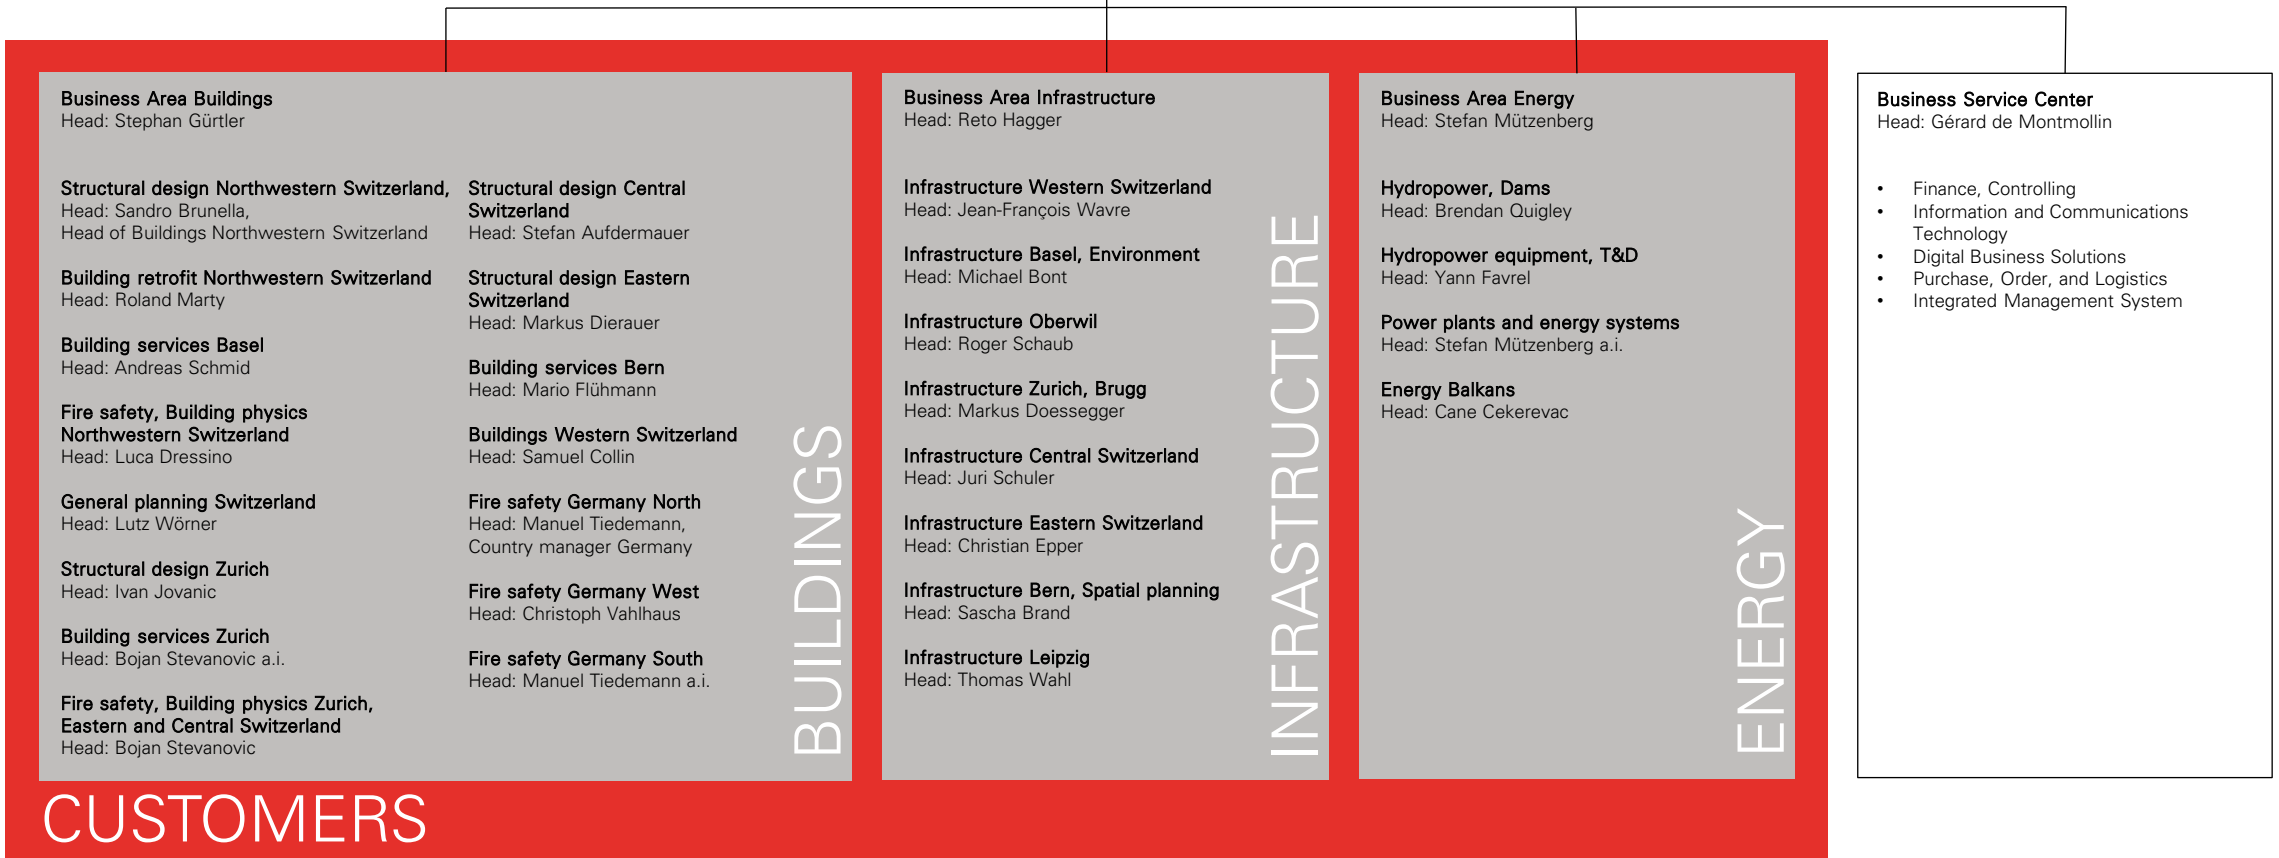 Business Area Buildings
Head: Stephan Gürtler
Structural design Northwestern Switzerland,
Head: Sandro Brunella,
Head of Buildings Northwestern Switzerland
Building retrofit Northwestern Switzerland
Head: Roland Marty
Building services Basel
Head: Andreas Schmid
Fire safety, Building physics
Northwestern Switzerland
Head: Luca Dressino
General planning Switzerland
Head: Lutz Wörner
Structural design Zurich
Head: Ivan Jovanic
Building services Zurich
Head: Bojan Stevanovic a.i.
Fire safety, Building physics Zurich,
Eastern and Central Switzerland
Head: Bojan Stevanovic
Structural design Central
Switzerland
Head: Stefan Aufdermauer
Structural design Eastern
Switzerland
Head: Markus Dierauer
Building services Bern
Head: Mario Flühmann
Buildings Western Switzerland
Head: Samuel Collin
Fire safety Germany North
Head: Manuel Tiedemann,
Country manager Germany
Fire safety Germany West
Head: Christoph Vahlhaus
Fire safety Germany South
Head: Manuel Tiedemann a.i.
BUILDINGS
Business Area Infrastructure
Head: Reto Hagger
Infrastructure Western Switzerland
Head: Jean-François Wavre
Infrastructure Basel, Environment
Head: Michael Bont
Infrastructure Oberwil
Head: Roger Schaub
Infrastructure Zurich, Brugg
Head: Markus Doessegger
Infrastructure Central Switzerland
Head: Juri Schuler
Infrastructure Eastern Switzerland
Head: Christian Epper
Infrastructure Bern, Spatial planning
Head: Sascha Brand
Infrastructure Leipzig
Head: Thomas Wahl
INFRASTRUCTURE
Business Area Energy
Head: Stefan Mützenberg
Hydropower, Dams
Head: Brendan Quigley
Hydropower equipment, T&D
Head: Yann Favrel
Power plants and energy systems
Head: Stefan Mützenberg a.i.
Energy Balkans
Head: Cane Cekerevac
ENERGY
CUSTOMERS
Business Service Center
Head: Gérard de Montmollin
• Finance, Controlling
• Information and Communications
Technology
• Digital Business Solutions
• Purchase, Order, and Logistics
• Integrated Management System